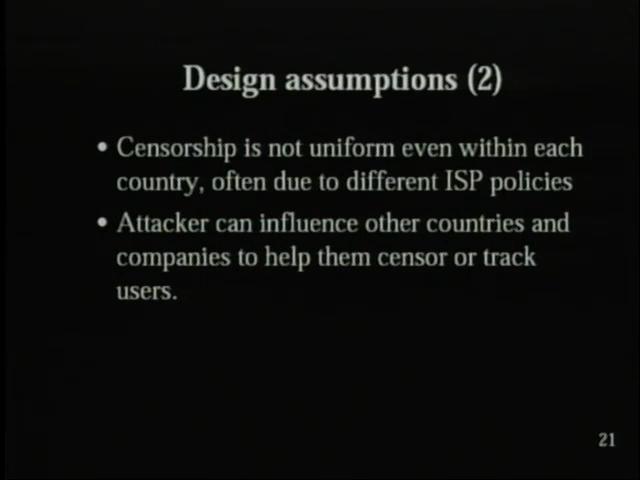 Design assumptions (2)
• Censorship is not uniform even within each
country, often due to different ISP policies
• Attacker can influence other countries and
companies to help them censor or track
users.
21